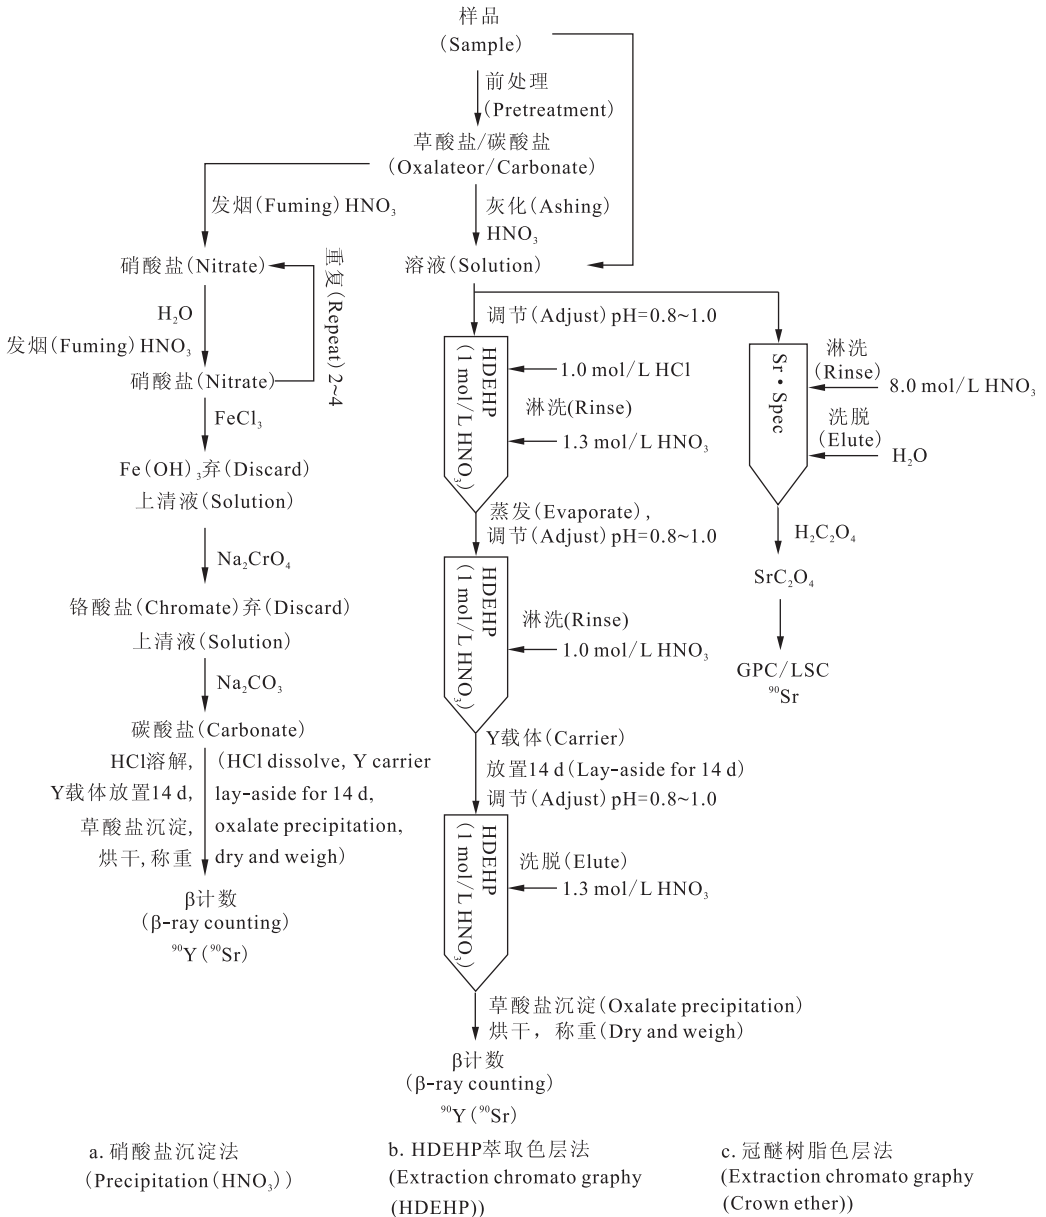 样品
(Sample)
前处理
(Pretreatment)
草酸盐/碳酸盐
(Oxalateor/Carbonate)
发烟(Fuming) HNO₃
硝酸盐(Nitrate)
H₂O
发烟(Fuming) HNO₃
硝酸盐(Nitrate)
重复(Repeat) 2~4
FeCl₃
Fe(OH)₃弃(Discard)
上清液(Solution)
Na₂CrO₄
铬酸盐(Chromate)弃(Discard)
上清液(Solution)
Na₂CO₃
碳酸盐(Carbonate)
HCl溶解, (HCl dissolve, Y carrier
Y载体放置14 d, lay-aside for 14 d,
草酸盐沉淀, oxalate precipitation,
烘干, 称重 dry and weigh)
β计数
(β-ray counting)
⁹⁰Y(⁹⁰Sr)
灰化(Ashing)
HNO₃
溶液(Solution)
调节(Adjust) pH=0.8~1.0
HDEHP
(1 mol/L HNO₃)
1.0 mol/L HCl
淋洗(Rinse)
1.3 mol/L HNO₃
蒸发(Evaporate),
调节(Adjust) pH=0.8~1.0
HDEHP
(1 mol/L HNO₃)
淋洗(Rinse)
1.0 mol/L HNO₃
Y载体(Carrier)
放置14 d(Lay-aside for 14 d)
调节(Adjust) pH=0.8~1.0
HDEHP
(1 mol/L HNO₃)
洗脱(Elute)
1.3 mol/L HNO₃
草酸盐沉淀(Oxalate precipitation)
烘干，称重(Dry and weigh)
β计数
(β-ray counting)
⁹⁰Y(⁹⁰Sr)
Sr·Spec
淋洗
(Rinse)
8.0 mol/L HNO₃
洗脱
(Elute)
H₂O
H₂C₂O₄
SrC₂O₄
GPC/LSC
⁹⁰Sr
a. 硝酸盐沉淀法
(Precipitation(HNO₃))
b. HDEHP萃取色层法
(Extraction chromato graphy
(HDEHP))
c. 冠醚树脂色层法
(Extraction chromato graphy
(Crown ether))